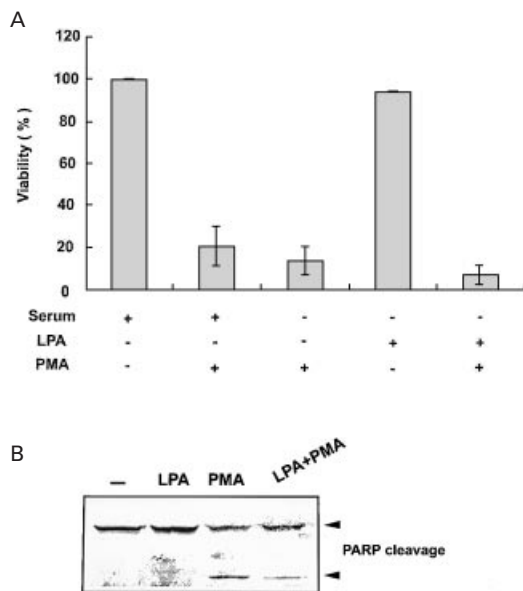 A
120
100
80
60
40
20
0
Viability ( % )
Serum + + - - -
LPA - - - + +
PMA - + + - +
B
– LPA PMA LPA+PMA
PARP cleavage